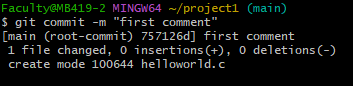 Faculty@MB419-2 MINGW64 ~/project1 (main)
$ git commit -m "first comment"
[main (root-commit) 757126d] first comment
 1 file changed, 0 insertions(+), 0 deletions(-)
 create mode 100644 helloworld.c